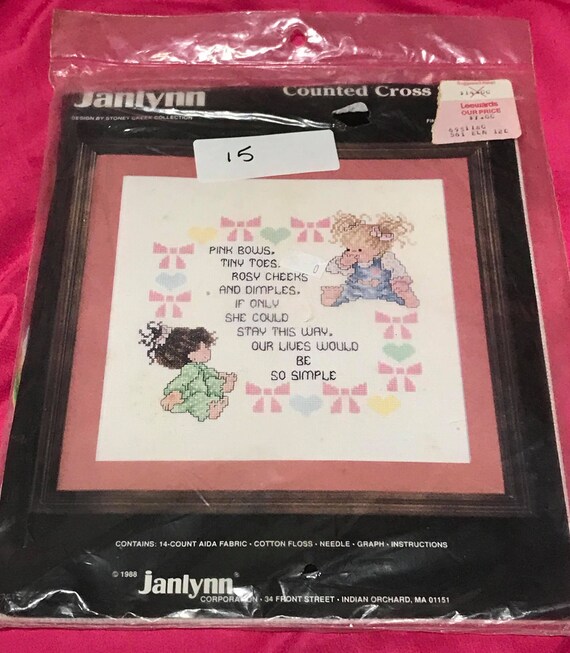 Janlynn
Counted Cross
DESIGN BY STONEY CREEK COLLECTION
Leewards
OUR PRICE
15
PINK BOWS,
TINY TOES,
ROSY CHEEKS
AND DIMPLES,
IF ONLY
SHE COULD
STAY THIS WAY,
OUR LIVES WOULD
BE
SO SIMPLE
CONTAINS: 14-COUNT AIDA FABRIC • COTTON FLOSS • NEEDLE • GRAPH • INSTRUCTIONS
© 1988 Janlynn®
CORPORATION • 34 FRONT STREET • INDIAN ORCHARD, MA 01151